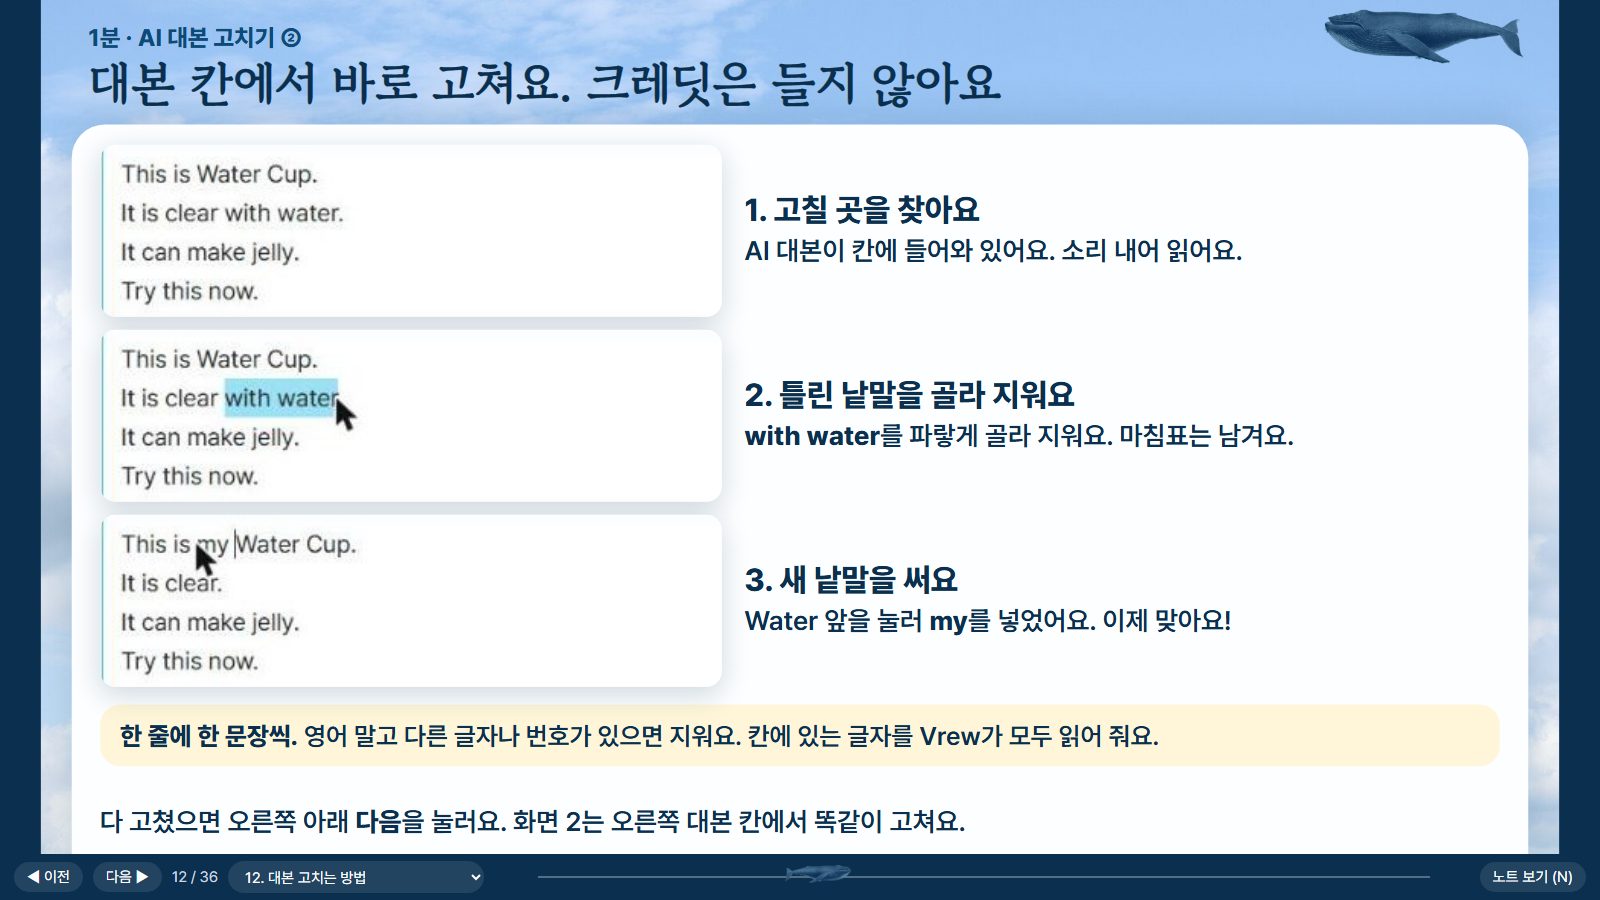 1분 · AI 대본 고치기 ②
대본 칸에서 바로 고쳐요. 크레딧은 들지 않아요
This is Water Cup.
It is clear with water.
It can make jelly.
Try this now.
1. 고칠 곳을 찾아요
AI 대본이 칸에 들어와 있어요. 소리 내어 읽어요.
This is Water Cup.
It is clear with water.
It can make jelly.
Try this now.
2. 틀린 낱말을 골라 지워요
with water를 파랗게 골라 지워요. 마침표는 남겨요.
This is my Water Cup.
It is clear.
It can make jelly.
Try this now.
3. 새 낱말을 써요
Water 앞을 눌러 my를 넣었어요. 이제 맞아요!
한 줄에 한 문장씩. 영어 말고 다른 글자나 번호가 있으면 지워요. 칸에 있는 글자를 Vrew가 모두 읽어 줘요.
다 고쳤으면 오른쪽 아래 다음을 눌러요. 화면 2는 오른쪽 대본 칸에서 똑같이 고쳐요.
◀ 이전 다음 ▶ 12 / 36 12. 대본 고치는 방법 노트 보기 (N)